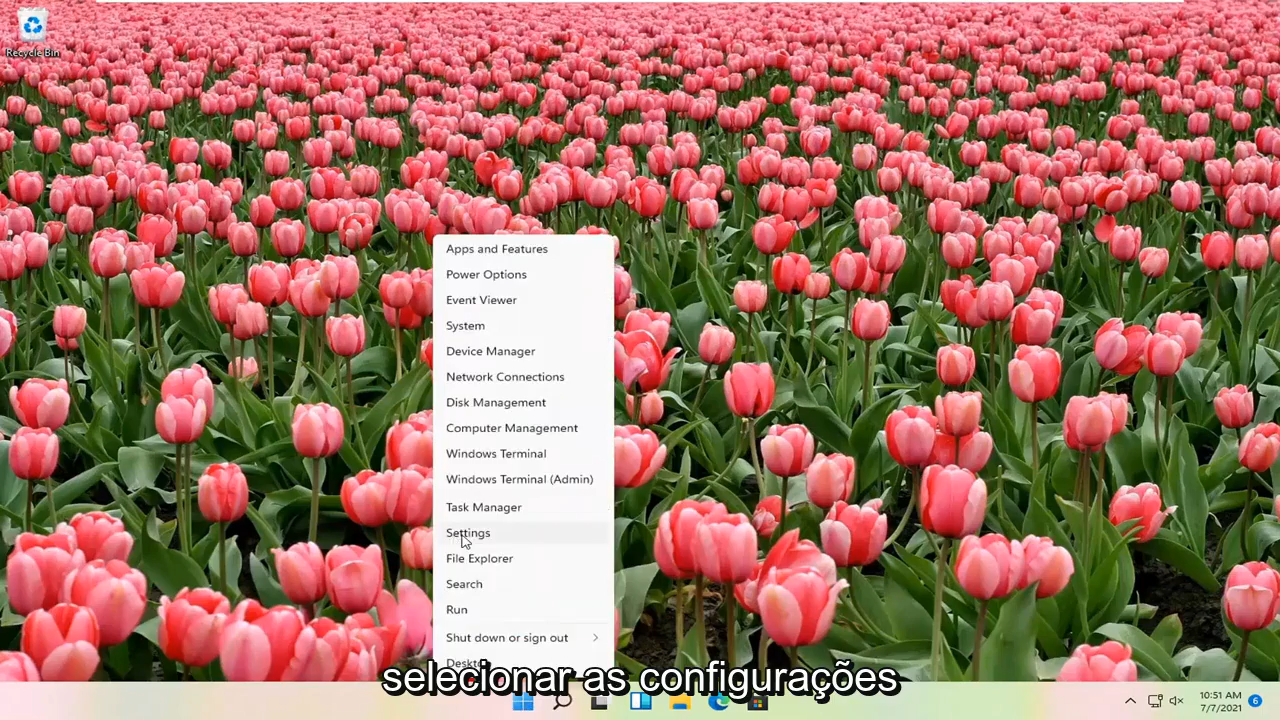 Recycle Bin
Apps and Features
Power Options
Event Viewer
System
Device Manager
Network Connections
Disk Management
Computer Management
Windows Terminal
Windows Terminal (Admin)
Task Manager
Settings
File Explorer
Search
Run
Shut down or sign out
Desktop
selecionar as configurações
10:51 AM
7/7/2021
6